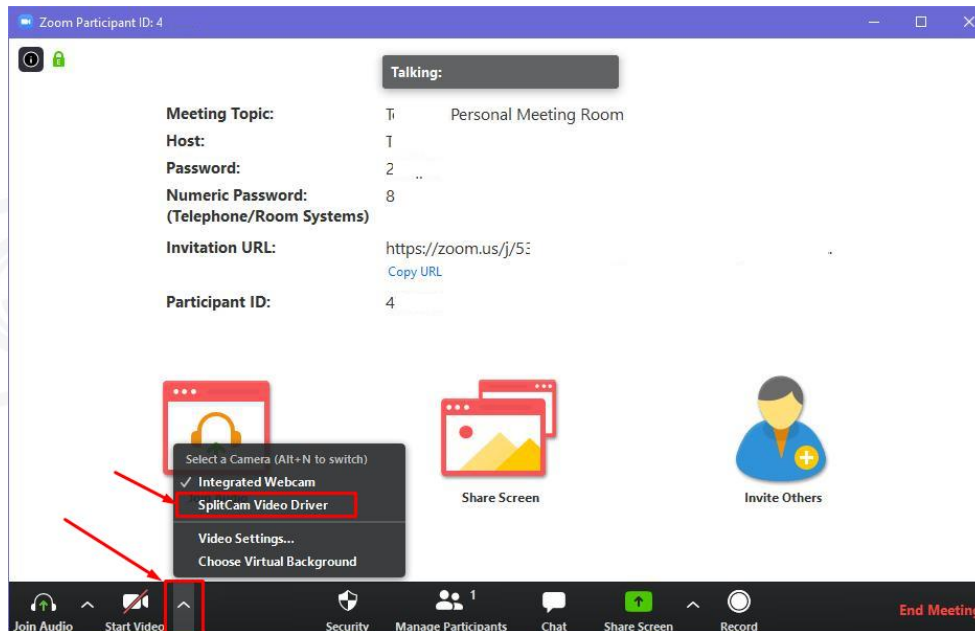 Zoom Participant ID: 4
Talking:
Meeting Topic:
Personal Meeting Room
Host:
T
Password:
2
Numeric Password:
8
(Telephone/Room Systems)
Invitation URL:
https://zoom.us/j/53
Copy URL
Participant ID:
4
Select a Camera (Alt+N to switch)
✓ Integrated Webcam
SplitCam Video Driver
Share Screen
Invite Others
Video Settings...
Choose Virtual Background
1
Join Audio
Start Video
Security
Manage Participants
Chat
Share Screen
Record
End Meeting